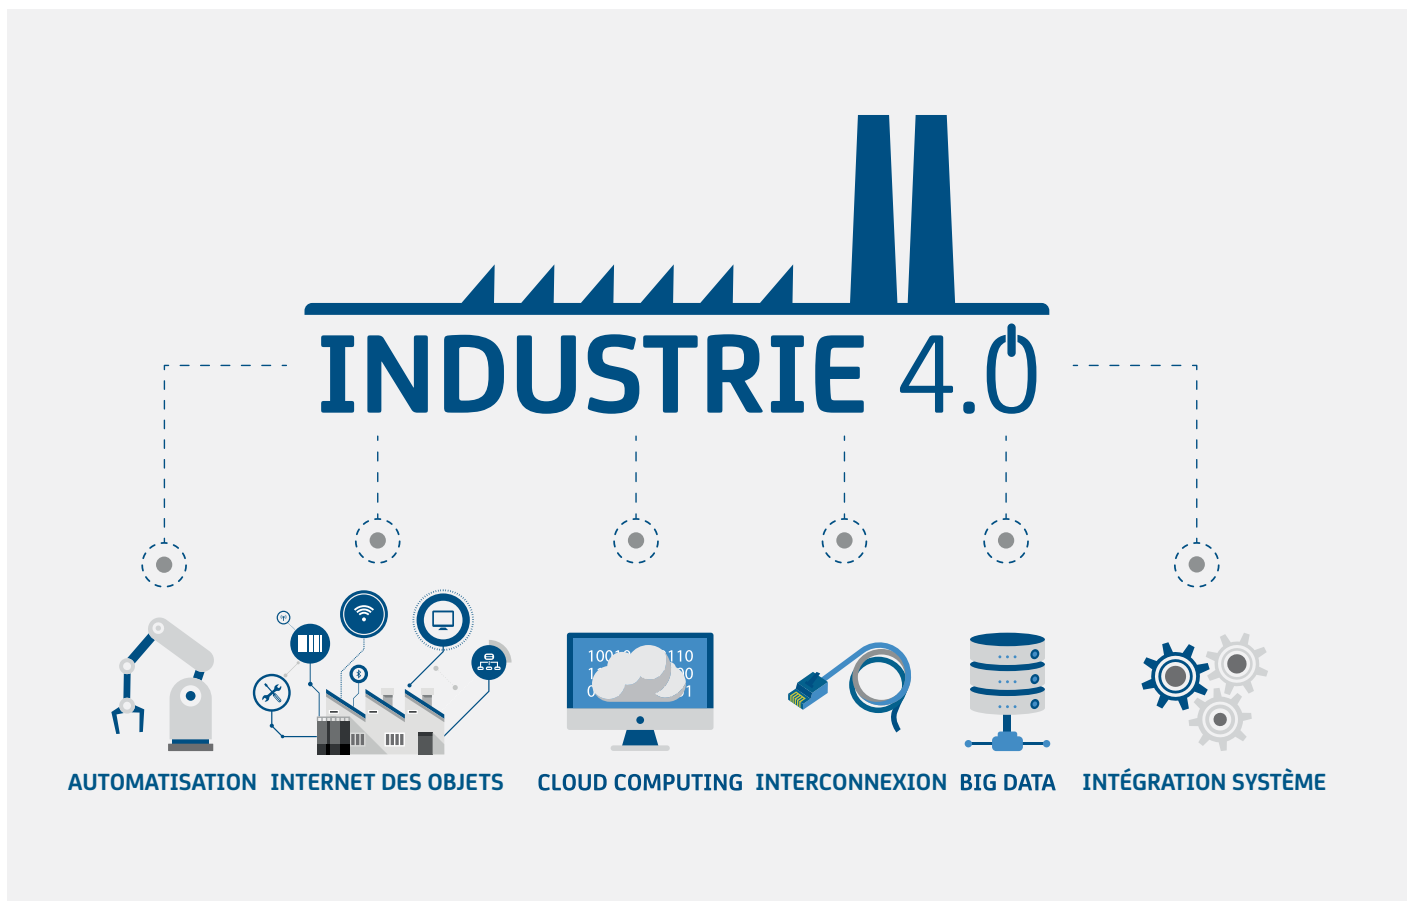 INDUSTRIE 4.0
AUTOMATISATION
INTERNET DES OBJETS
CLOUD COMPUTING
INTERCONNEXION
BIG DATA
INTÉGRATION SYSTÈME